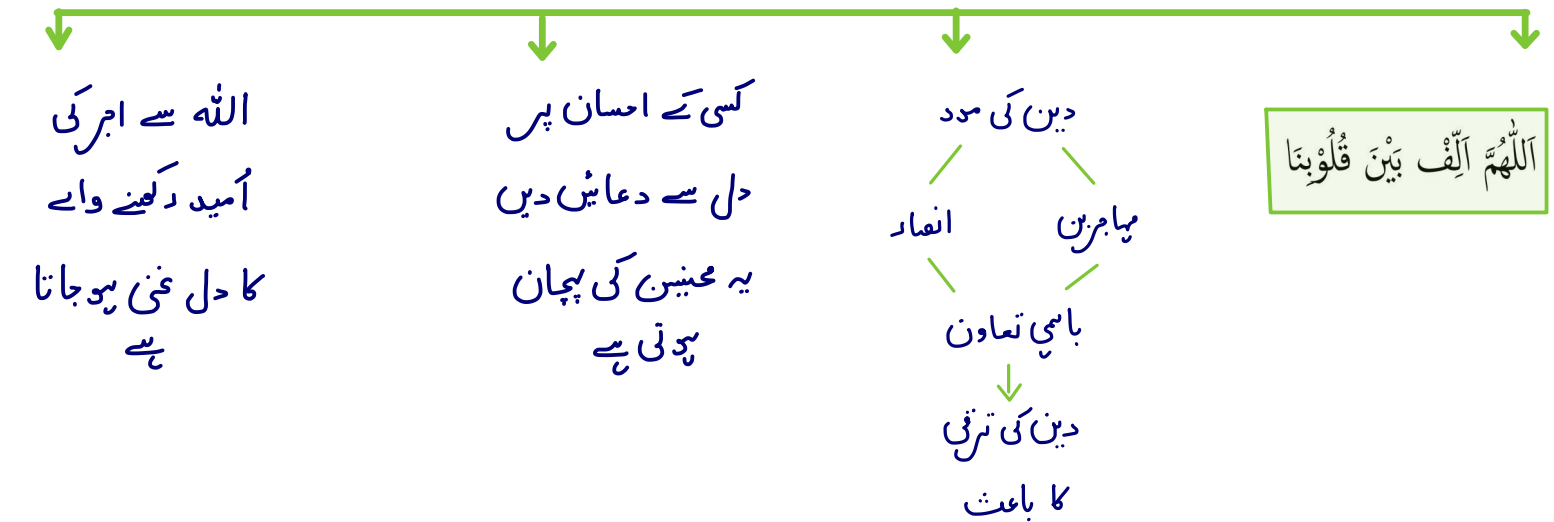 اَللّٰهُمَّ اَلِّفْ بَيْنَ قُلُوْبِنَا
دین کی مدد
مہاجرین
انصار
باہمی تعاون
دین کی ترقی
کا باعث
کسی کے احسان پر
دل سے دعائیں دیں
یہ محسنین کی پہچان
ہوتی ہے
اللّٰہ سے اجر کی
اُمید رکھنے والے
کا دل غنی ہو جاتا
ہے